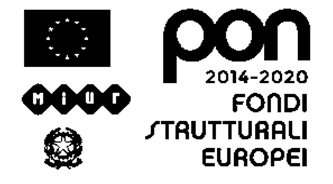 pon
2014-2020
FONDI
MIUR
STRUTTURALI
EUROPEI